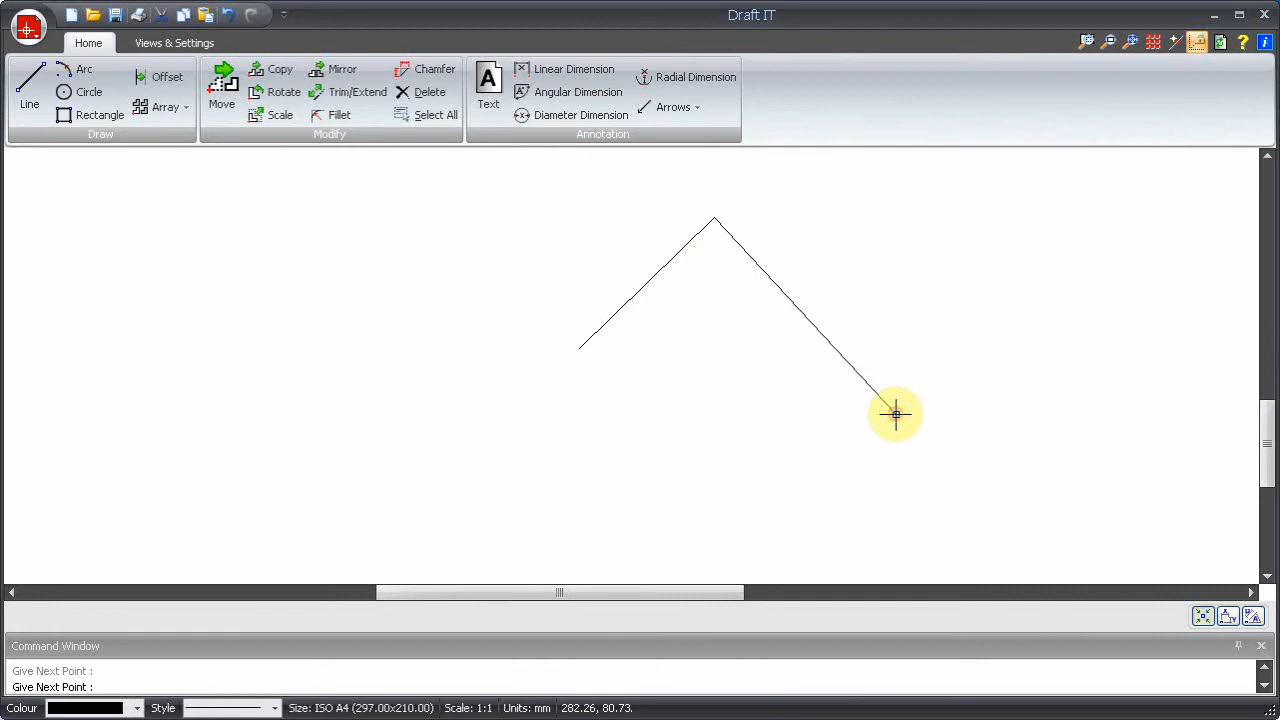 Draft IT
Home Views & Settings
Line
Arc
Circle
Rectangle
Offset
Array
Draw
Move
Copy
Rotate
Scale
Mirror
Trim/Extend
Fillet
Chamfer
Delete
Select All
Modify
A
Text
Linear Dimension
Angular Dimension
Diameter Dimension
Radial Dimension
Arrows
Annotation
Command Window
Give Next Point :
Give Next Point :
Colour Style Size: ISO A4 (297.00x210.00) Scale: 1:1 Units: mm 282.26, 80.73.